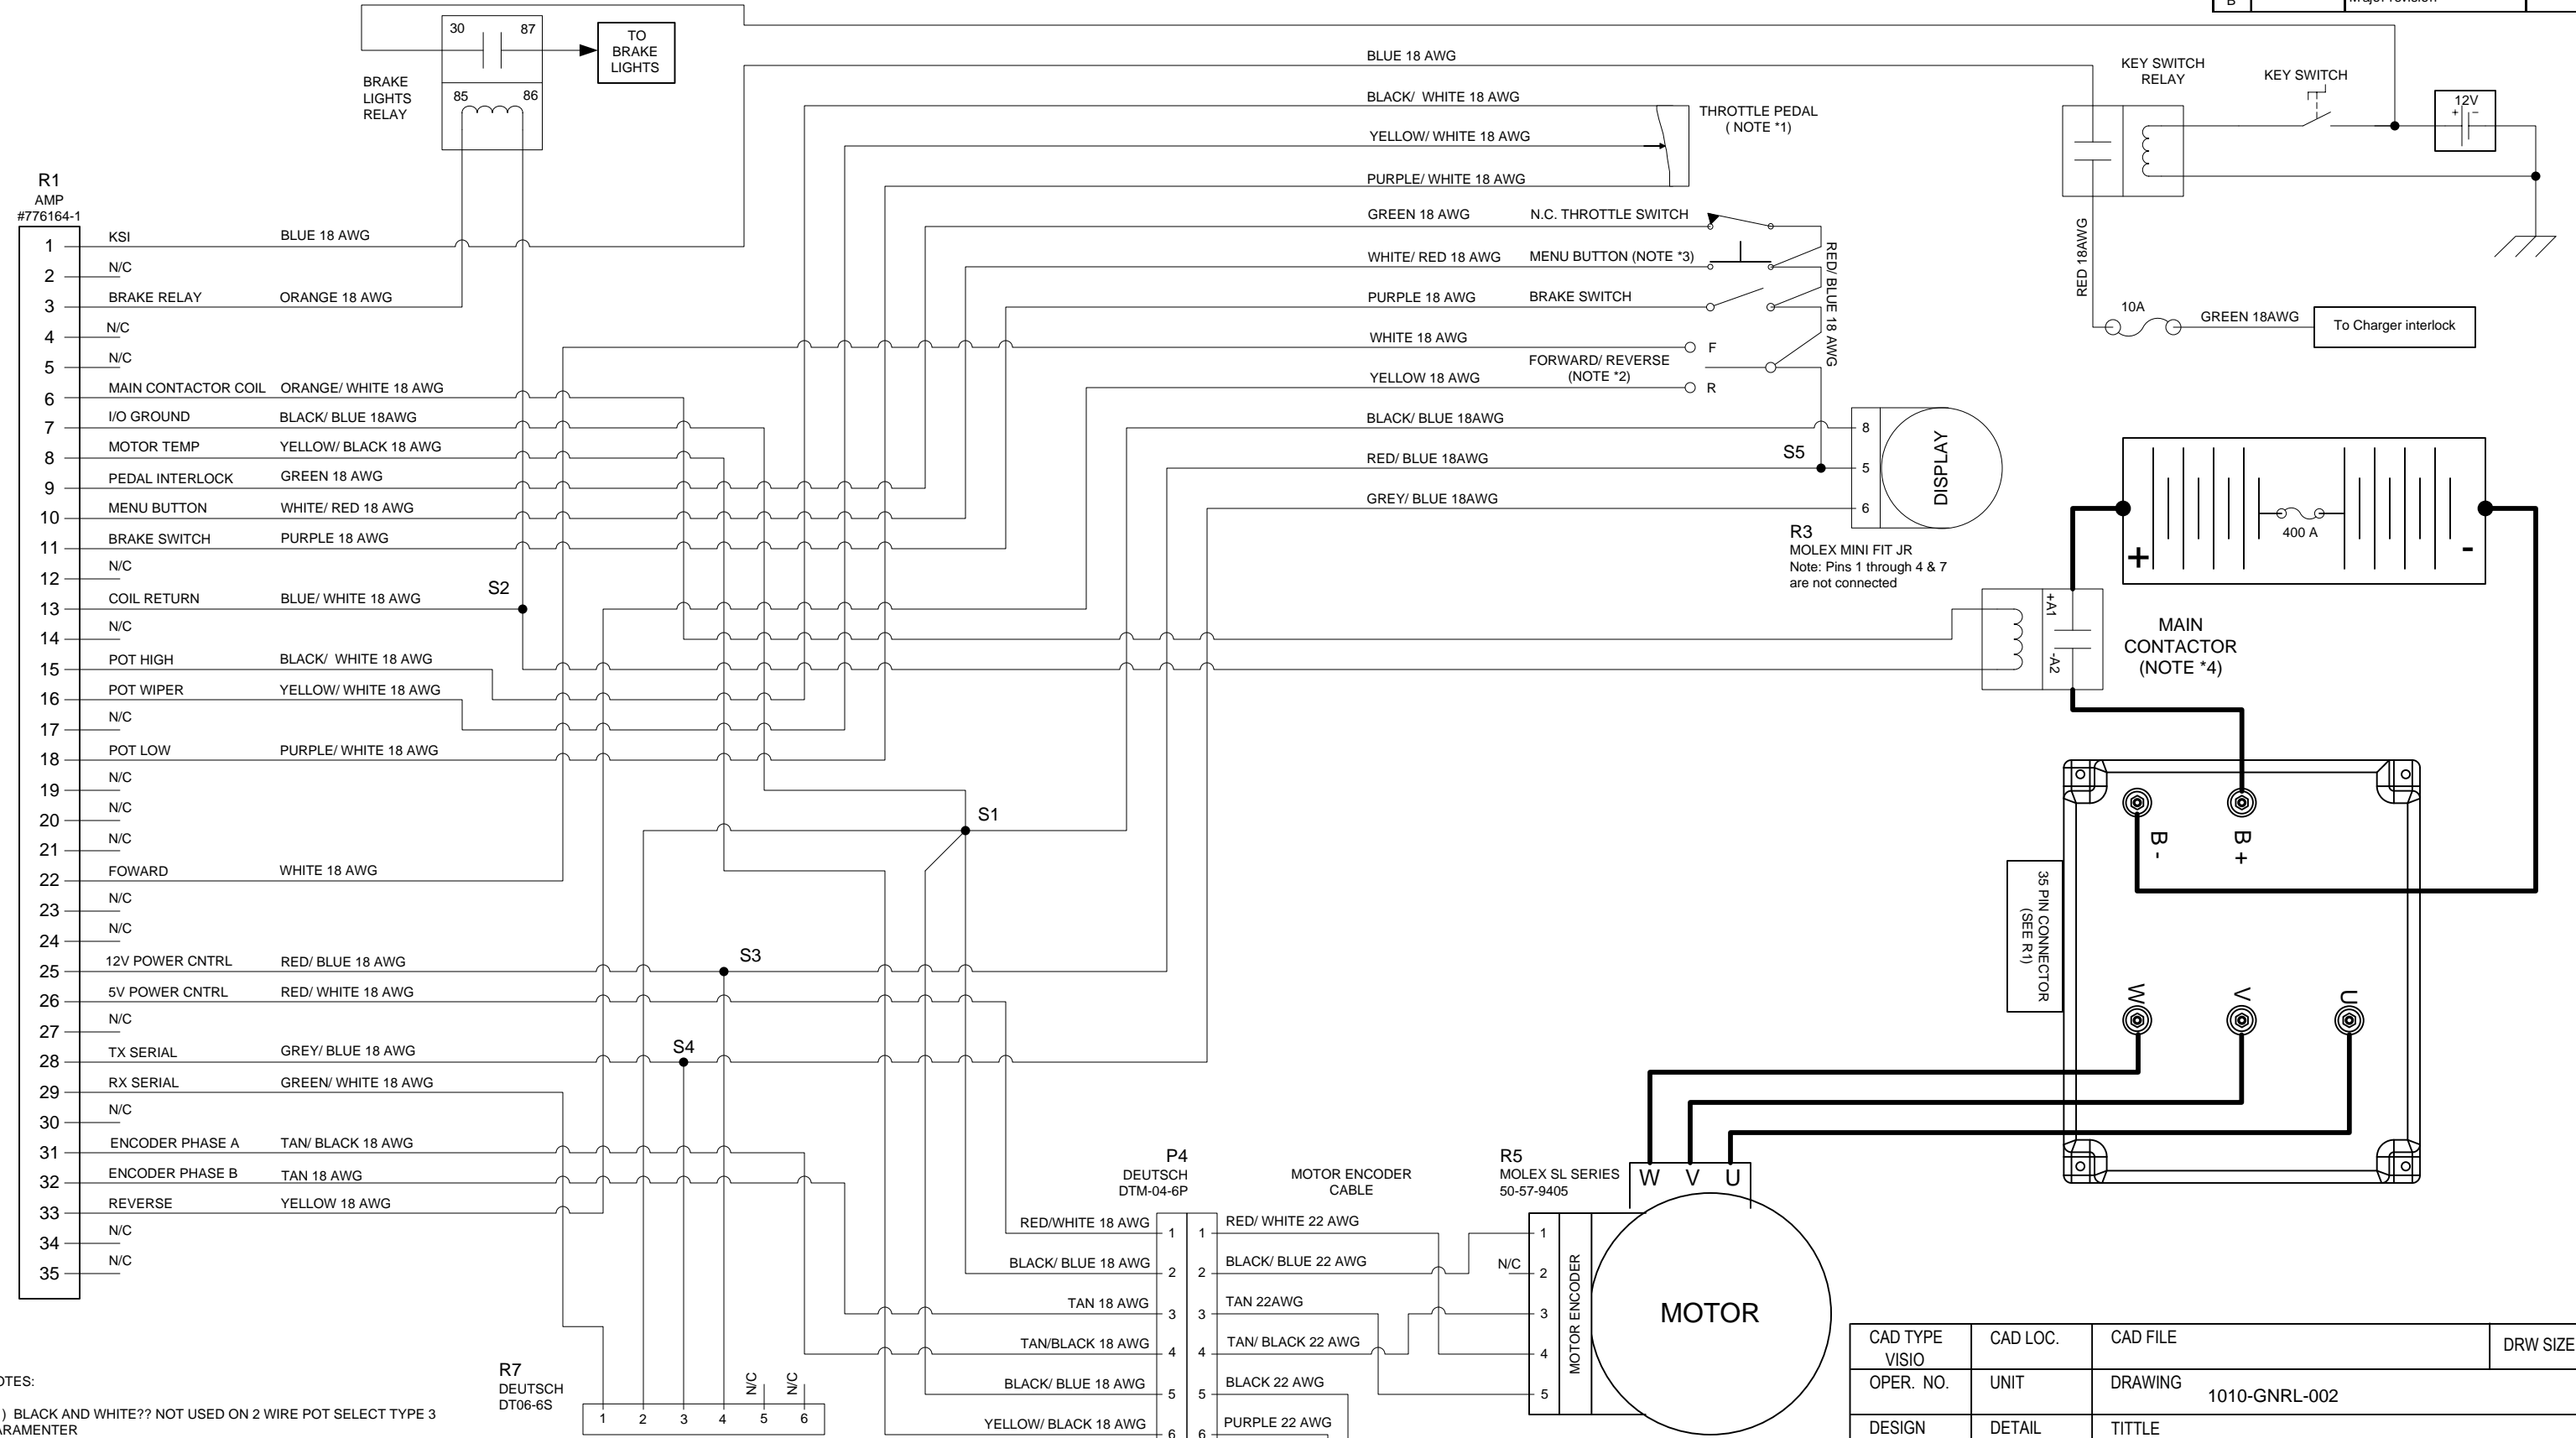 B
Major revision
30
87
TO
BRAKE
LIGHTS
BRAKE
LIGHTS
RELAY
85
86
BLUE 18 AWG
BLACK/ WHITE 18 AWG
YELLOW/ WHITE 18 AWG
PURPLE/ WHITE 18 AWG
THROTTLE PEDAL
( NOTE *1)
KEY SWITCH
RELAY
KEY SWITCH
12V
+ -
GREEN 18 AWG
N.C. THROTTLE SWITCH
WHITE/ RED 18 AWG
MENU BUTTON (NOTE *3)
PURPLE 18 AWG
BRAKE SWITCH
WHITE 18 AWG
F
FORWARD/ REVERSE
(NOTE *2)
YELLOW 18 AWG
R
RED/ BLUE 18 AWG
RED 18AWG
10A
GREEN 18AWG
To Charger interlock
BLACK/ BLUE 18AWG
8
RED/ BLUE 18AWG
S5
5
GREY/ BLUE 18AWG
6
DISPLAY
R3
MOLEX MINI FIT JR
Note: Pins 1 through 4 & 7
are not connected
400 A
+
-
+A1
-A2
MAIN
CONTACTOR
(NOTE *4)
B -
B +
35 PIN CONNECTOR
(SEE R1)
W
V
U
R1
AMP
#776164-1
1 KSI BLUE 18 AWG
2 N/C
3 BRAKE RELAY ORANGE 18 AWG
4 N/C
5 N/C
6 MAIN CONTACTOR COIL ORANGE/ WHITE 18 AWG
7 I/O GROUND BLACK/ BLUE 18AWG
8 MOTOR TEMP YELLOW/ BLACK 18 AWG
9 PEDAL INTERLOCK GREEN 18 AWG
10 MENU BUTTON WHITE/ RED 18 AWG
11 BRAKE SWITCH PURPLE 18 AWG
12 N/C
13 COIL RETURN BLUE/ WHITE 18 AWG
S2
14 N/C
15 POT HIGH BLACK/ WHITE 18 AWG
16 POT WIPER YELLOW/ WHITE 18 AWG
17 N/C
18 POT LOW PURPLE/ WHITE 18 AWG
19 N/C
20 N/C
S1
21 N/C
22 FOWARD WHITE 18 AWG
23 N/C
24 N/C
25 12V POWER CNTRL RED/ BLUE 18 AWG
S3
26 5V POWER CNTRL RED/ WHITE 18 AWG
27 N/C
28 TX SERIAL GREY/ BLUE 18 AWG
S4
29 RX SERIAL GREEN/ WHITE 18 AWG
30 N/C
31 ENCODER PHASE A TAN/ BLACK 18 AWG
32 ENCODER PHASE B TAN 18 AWG
33 REVERSE YELLOW 18 AWG
34 N/C
35 N/C
P4
DEUTSCH
DTM-04-6P
MOTOR ENCODER
CABLE
R5
MOLEX SL SERIES
50-57-9405
W V U
RED/WHITE 18 AWG 1 1 RED/ WHITE 22 AWG 1
BLACK/ BLUE 18 AWG 2 2 BLACK/ BLUE 22 AWG N/C 2
TAN 18 AWG 3 3 TAN 22AWG 3
TAN/BLACK 18 AWG 4 4 TAN/ BLACK 22 AWG 4
BLACK/ BLUE 18 AWG 5 5 BLACK 22 AWG 5
YELLOW/ BLACK 18 AWG 6 6 PURPLE 22 AWG
MOTOR ENCODER
MOTOR
R7
DEUTSCH
DT06-6S
N/C
N/C
1 2 3 4 5 6
OTES:
) BLACK AND WHITE?? NOT USED ON 2 WIRE POT SELECT TYPE 3
ARAMENTER
CAD TYPE
VISIO
CAD LOC.
CAD FILE
DRW SIZE
OPER. NO.
UNIT
DRAWING
1010-GNRL-002
DESIGN
DETAIL
TITTLE